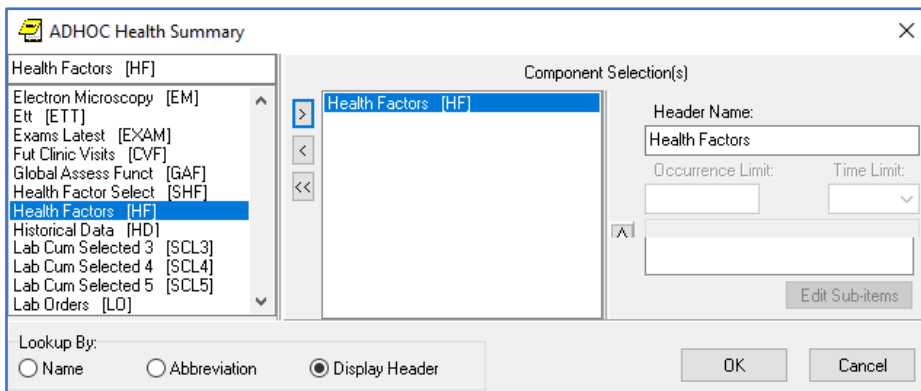 ADHOC Health Summary
Health Factors [HF]
Electron Microscopy [EM]
Ett [ETT]
Exams Latest [EXAM]
Fut Clinic Visits [CVF]
Global Assess Funct [GAF]
Health Factor Select [SHF]
Health Factors [HF]
Historical Data [HD]
Lab Cum Selected 3 [SCL3]
Lab Cum Selected 4 [SCL4]
Lab Cum Selected 5 [SCL5]
Lab Orders [LO]
>
<
<<
Component Selection(s)
Health Factors [HF]
Header Name:
Health Factors
Occurrence Limit: Time Limit:
Edit Sub-items
Lookup By:
Name Abbreviation Display Header
OK Cancel